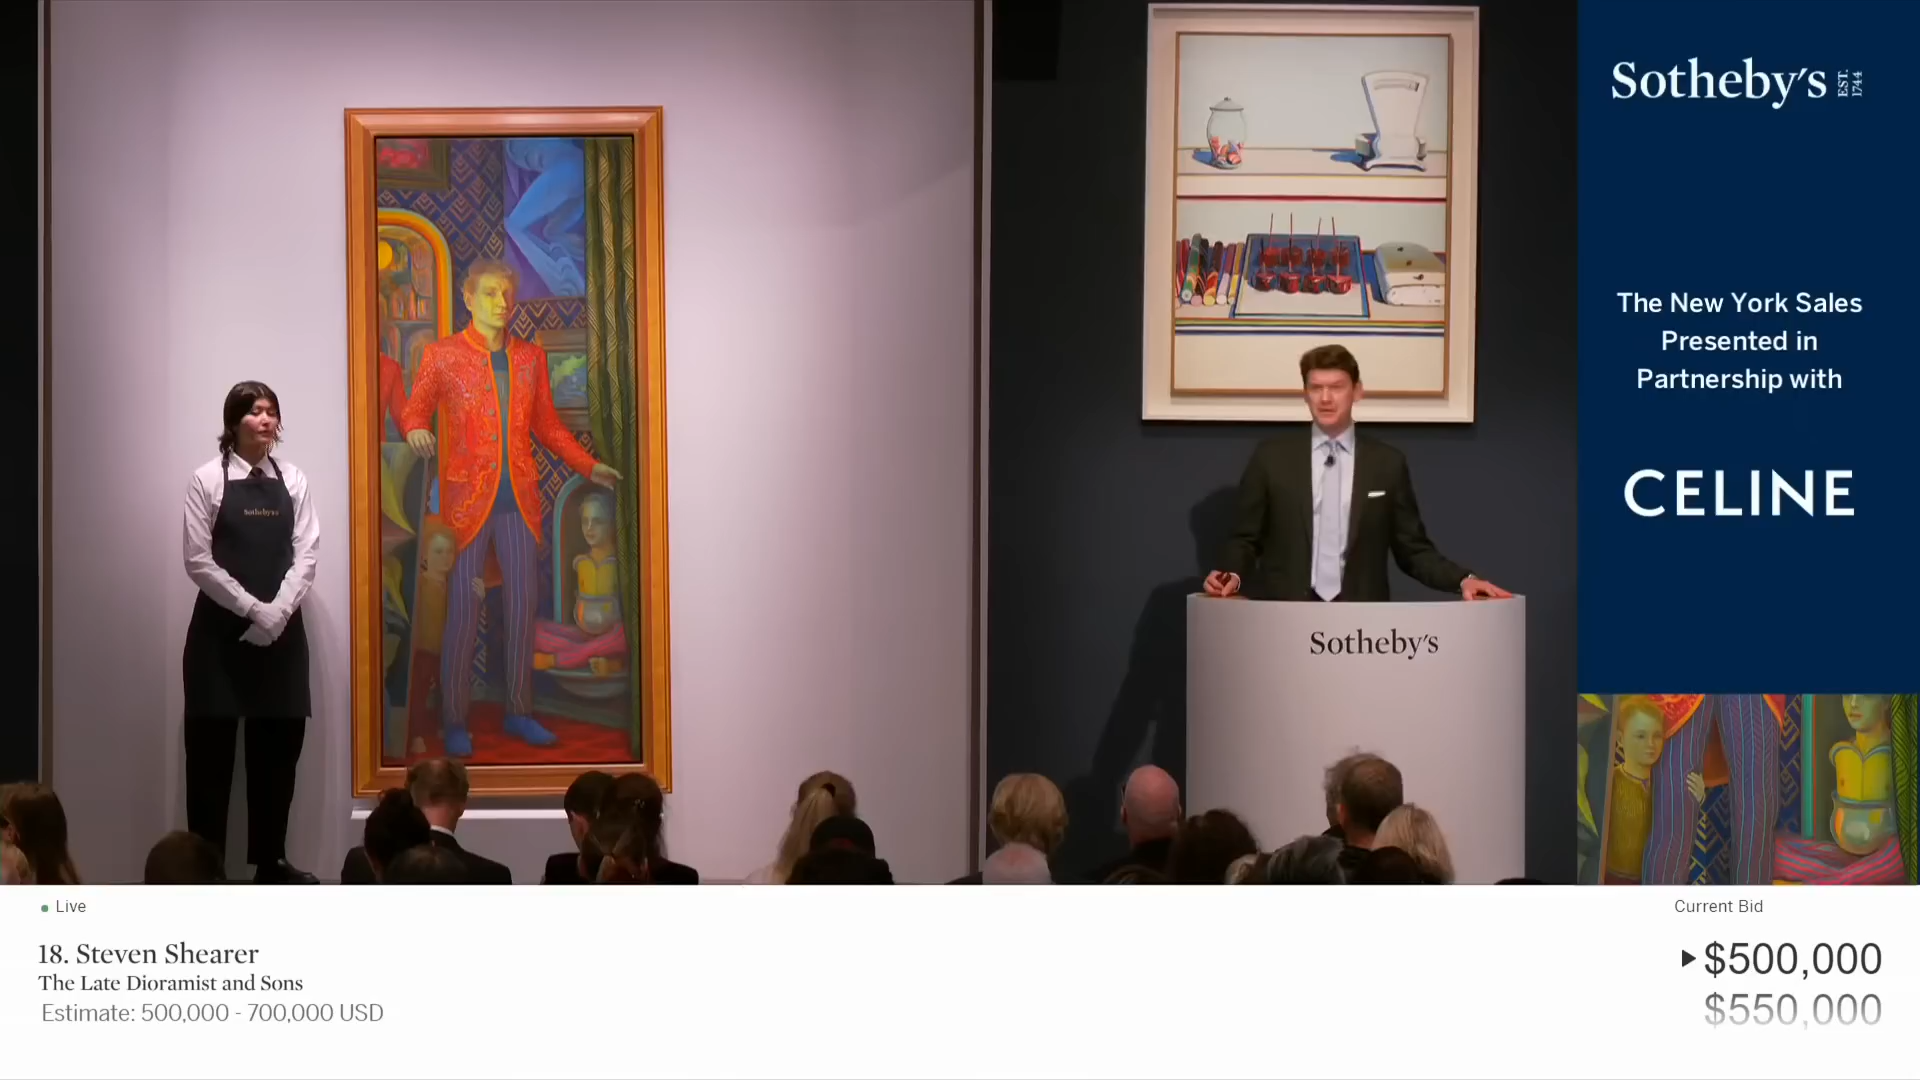 Sotheby's EST. 1744
The New York Sales
Presented in
Partnership with
CELINE
Sotheby's
Sotheby's
Live
Current Bid
18. Steven Shearer
The Late Dioramist and Sons
Estimate: 500,000 - 700,000 USD
$500,000
$550,000